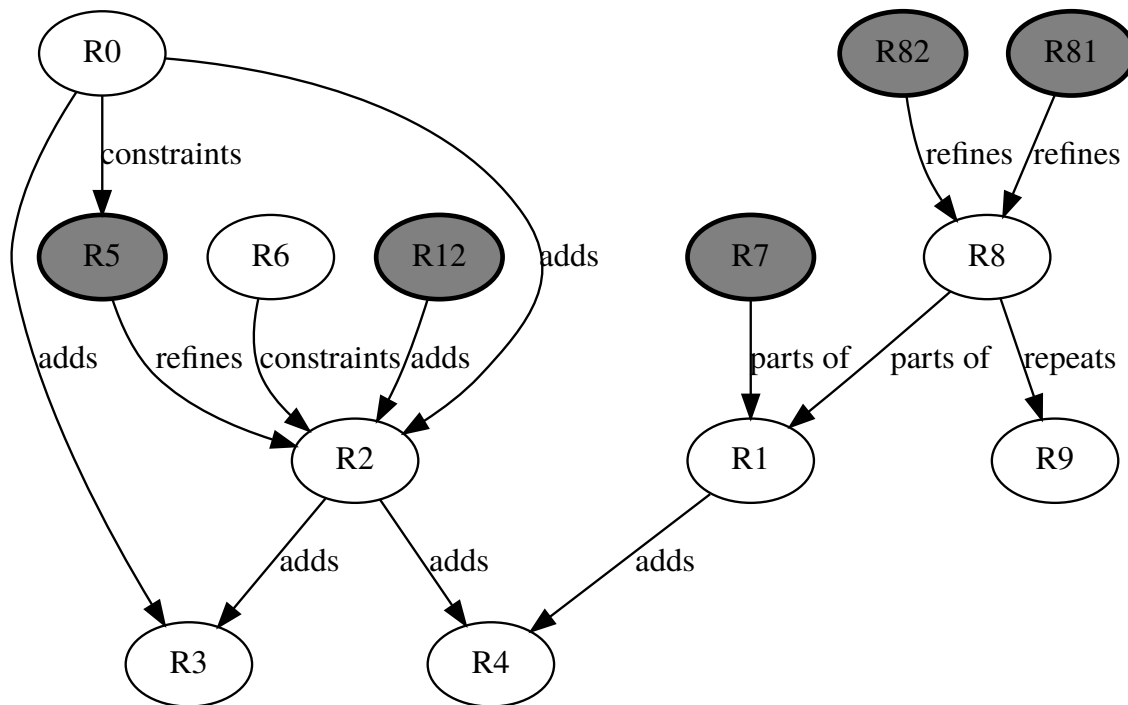 R0
R82
R81
constraints
refines
refines
R5
R6
R12
adds
R7
R8
adds
refines
constraints
adds
parts of
parts of
repeats
R2
R1
R9
adds
adds
adds
R3
R4